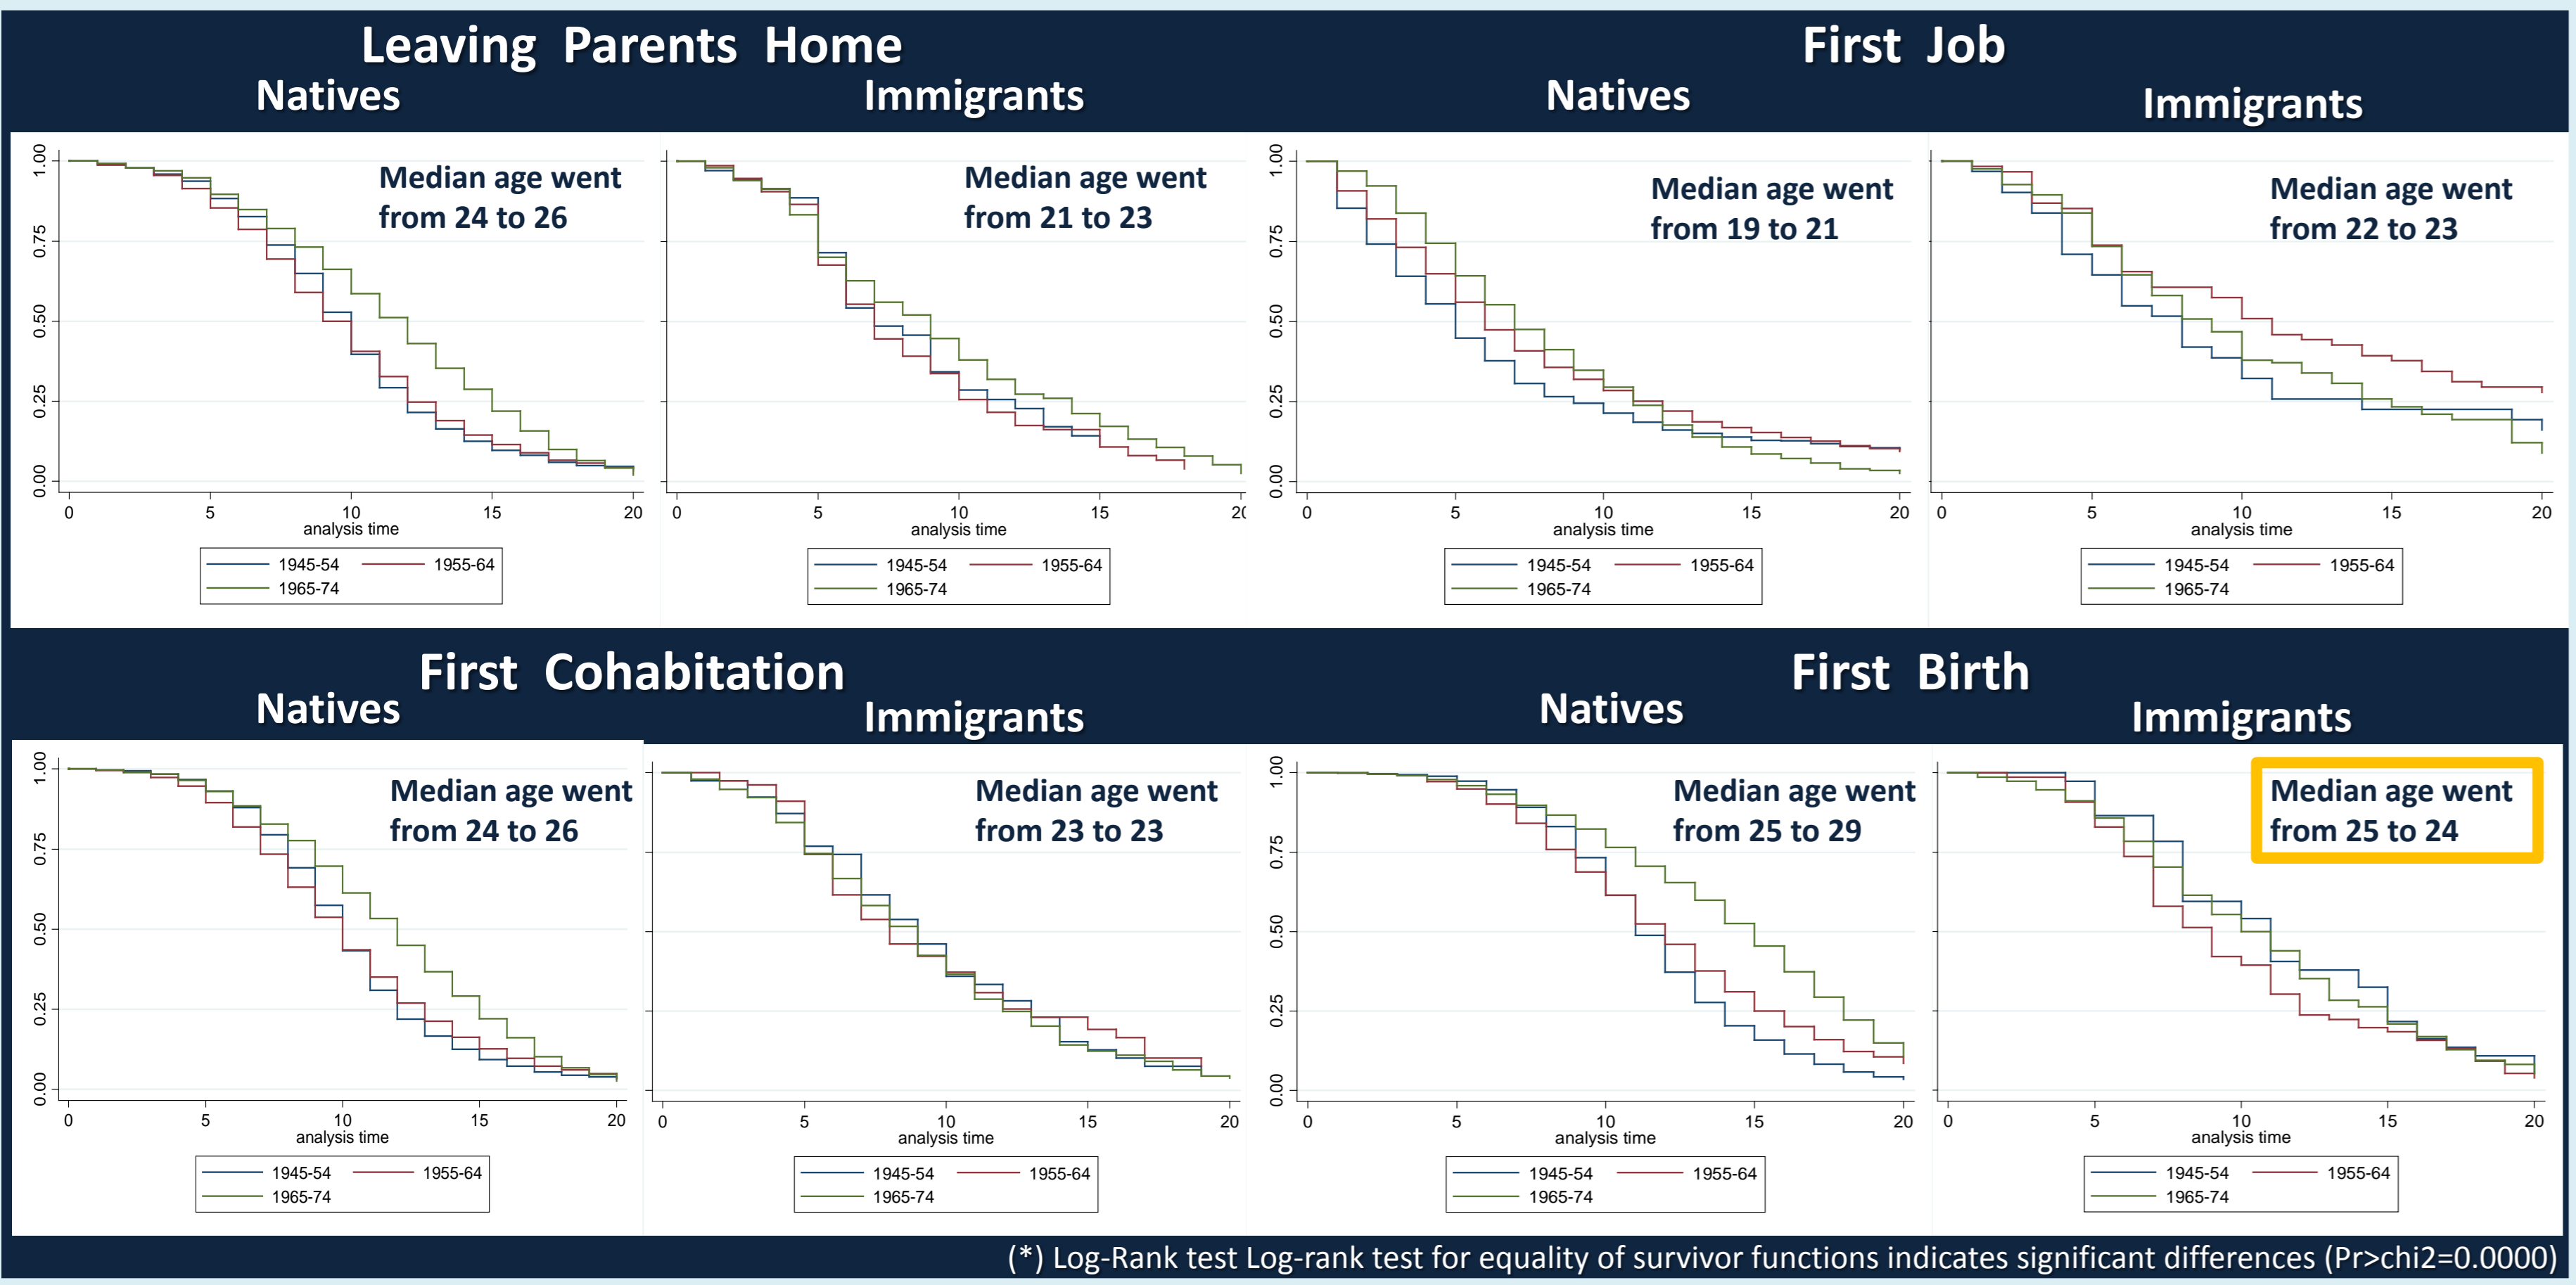 Leaving Parents Home
Natives
Immigrants
First Job
Natives
Immigrants
Median age went
from 24 to 26
1.00
0.75
0.50
0.25
0.00
0 5 10 15 20
analysis time
1945-54 1955-64
1965-74
Median age went
from 21 to 23
0 5 10 15 20
analysis time
1945-54 1955-64
1965-74
Median age went
from 19 to 21
1.00
0.75
0.50
0.25
0.00
0 5 10 15 20
analysis time
1945-54 1955-64
1965-74
Median age went
from 22 to 23
0 5 10 15 20
analysis time
1945-54 1955-64
1965-74
First Cohabitation
Natives
Immigrants
First Birth
Natives
Immigrants
Median age went
from 24 to 26
1.00
0.75
0.50
0.25
0.00
0 5 10 15 20
analysis time
1945-54 1955-64
1965-74
Median age went
from 23 to 23
0 5 10 15 20
analysis time
1945-54 1955-64
1965-74
Median age went
from 25 to 29
1.00
0.75
0.50
0.25
0.00
0 5 10 15 20
analysis time
1945-54 1955-64
1965-74
Median age went
from 25 to 24
0 5 10 15 20
analysis time
1945-54 1955-64
1965-74
(*) Log-Rank test Log-rank test for equality of survivor functions indicates significant differences (Pr>chi2=0.0000)